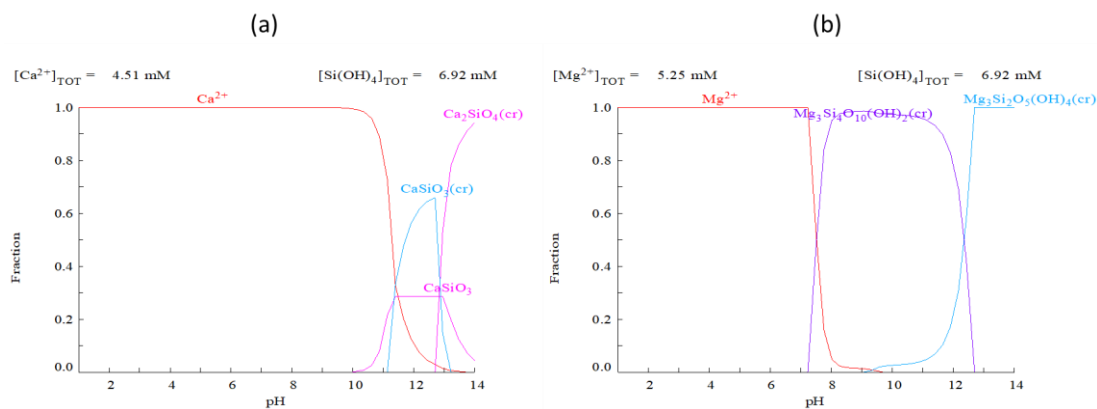 (a)
[Ca²⁺]TOT = 4.51 mM
[Si(OH)₄]TOT = 6.92 mM
Ca²⁺
Ca₂SiO₄(cr)
CaSiO₃(cr)
CaSiO₃
Fraction
1.0
0.8
0.6
0.4
0.2
0.0
2 4 6 8 10 12 14
pH
(b)
[Mg²⁺]TOT = 5.25 mM
[Si(OH)₄]TOT = 6.92 mM
Mg²⁺
Mg₃Si₂O₅(OH)₄(cr)
Mg₃Si₄O₁₀(OH)₂(cr)
Fraction
1.0
0.8
0.6
0.4
0.2
0.0
2 4 6 8 10 12 14
pH